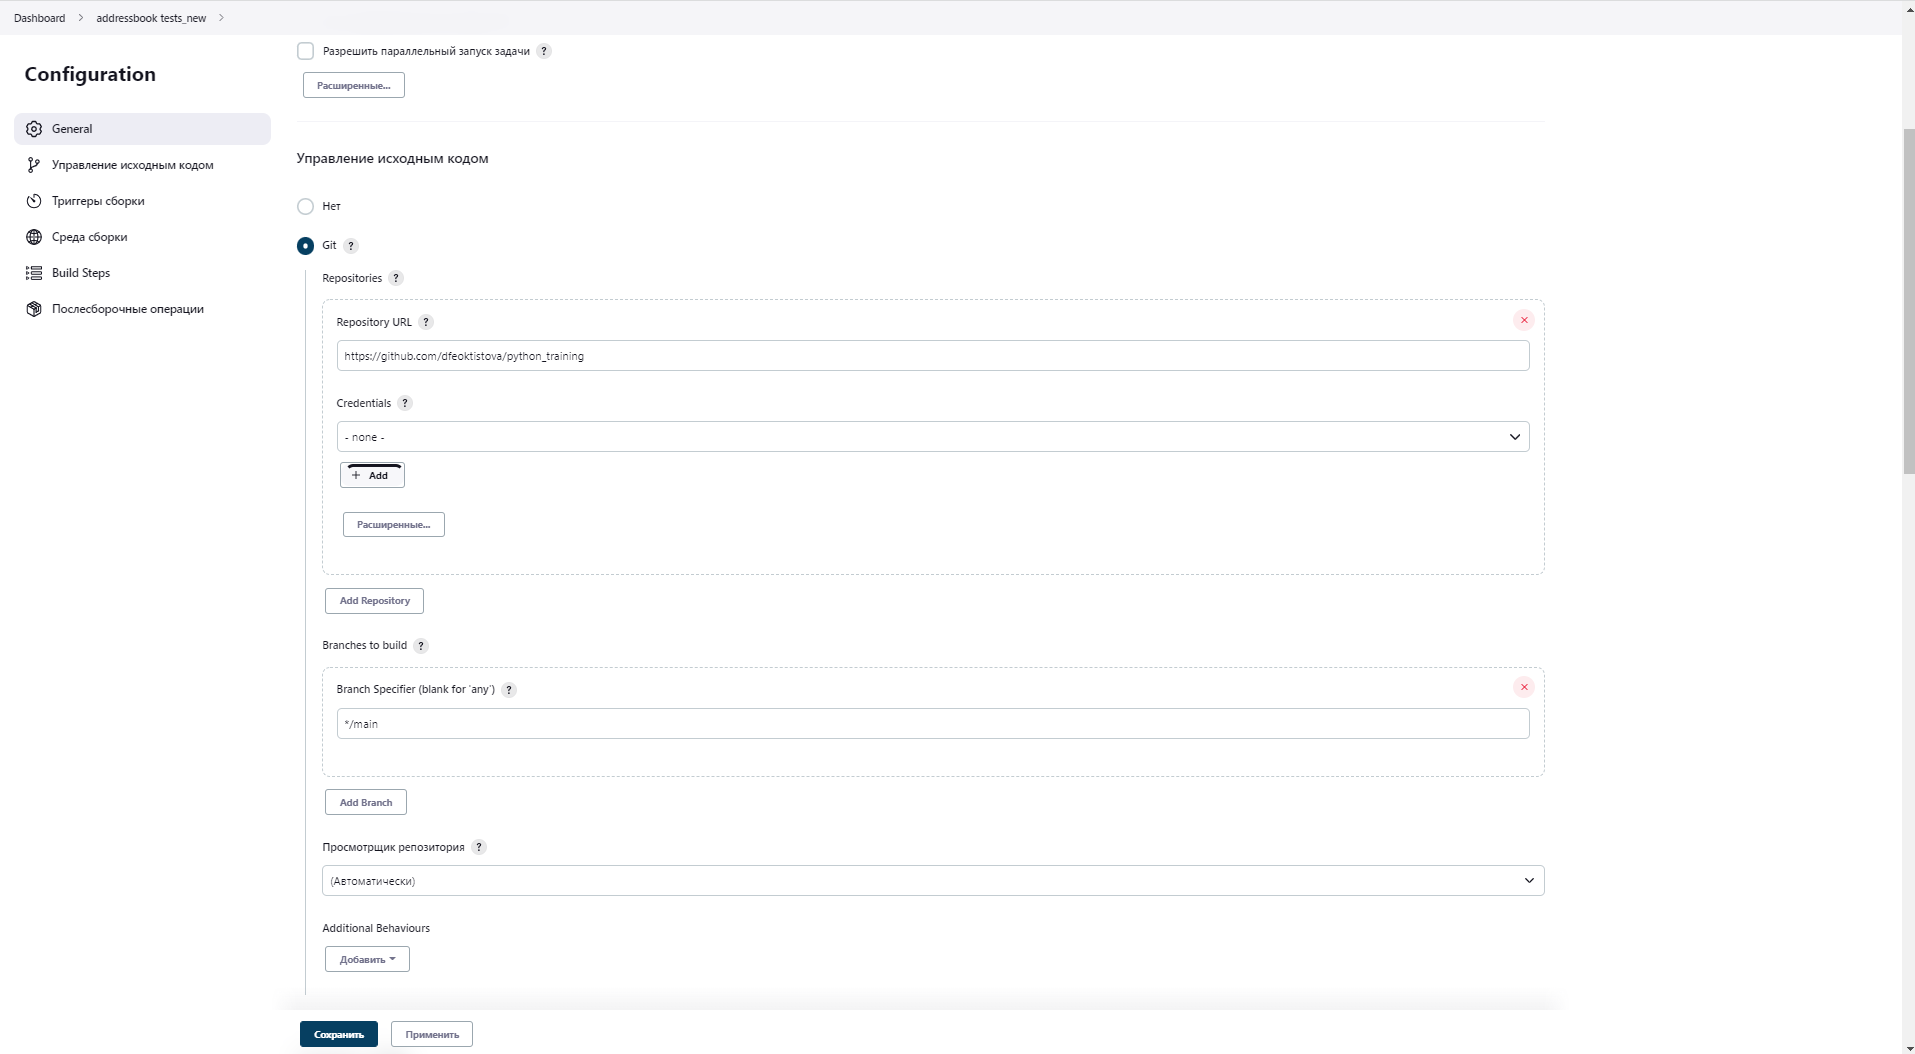 Dashboard
addressbook tests_new
Configuration
General
Управление исходным кодом
Триггеры сборки
Среда сборки
Build Steps
Послесборочные операции
Разрешить параллельный запуск задачи ?
Расширенные...
Управление исходным кодом
Нет
Git ?
Repositories ?
Repository URL ?
https://github.com/dfeoktistova/python_training
Credentials ?
- none -
+ Add
Расширенные...
Add Repository
Branches to build ?
Branch Specifier (blank for 'any') ?
*/main
Add Branch
Просмотрщик репозитория ?
(Автоматически)
Additional Behaviours
Добавить
Сохранить
Применить